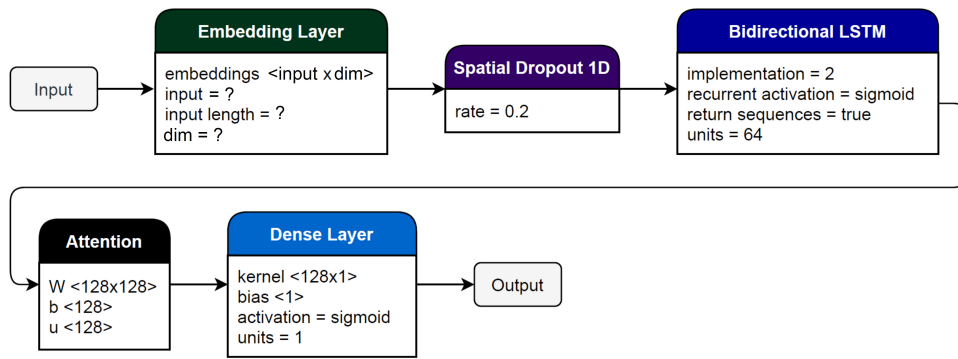 Input
Embedding Layer
embeddings <input x dim>
input = ?
input length = ?
dim = ?
Spatial Dropout 1D
rate = 0.2
Bidirectional LSTM
implementation = 2
recurrent activation = sigmoid
return sequences = true
units = 64
Attention
W <128x128>
b <128>
u <128>
Dense Layer
kernel <128x1>
bias <1>
activation = sigmoid
units = 1
Output